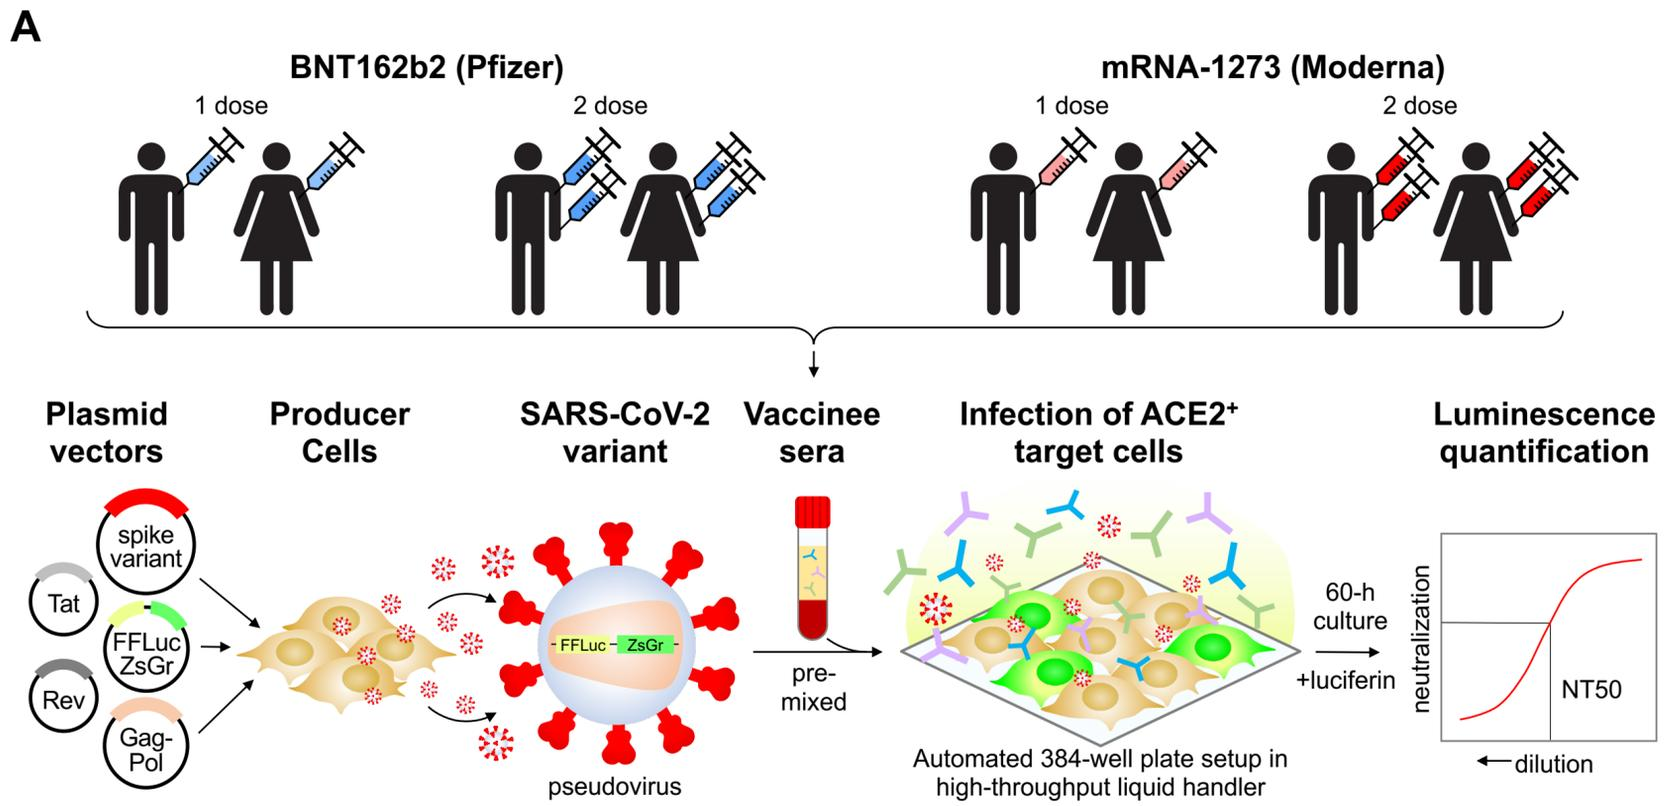 A
BNT162b2 (Pfizer)
mRNA-1273 (Moderna)
1 dose
2 dose
1 dose
2 dose
Plasmid
vectors
Producer
Cells
SARS-CoV-2
variant
Vaccinee
sera
Infection of ACE2⁺
target cells
Luminescence
quantification
spike
variant
Tat
FFLuc
ZsGr
Rev
Gag-
Pol
FFLuc
ZsGr
pseudovirus
pre-
mixed
Automated 384-well plate setup in
high-throughput liquid handler
60-h
culture
+luciferin
neutralization
NT50
dilution